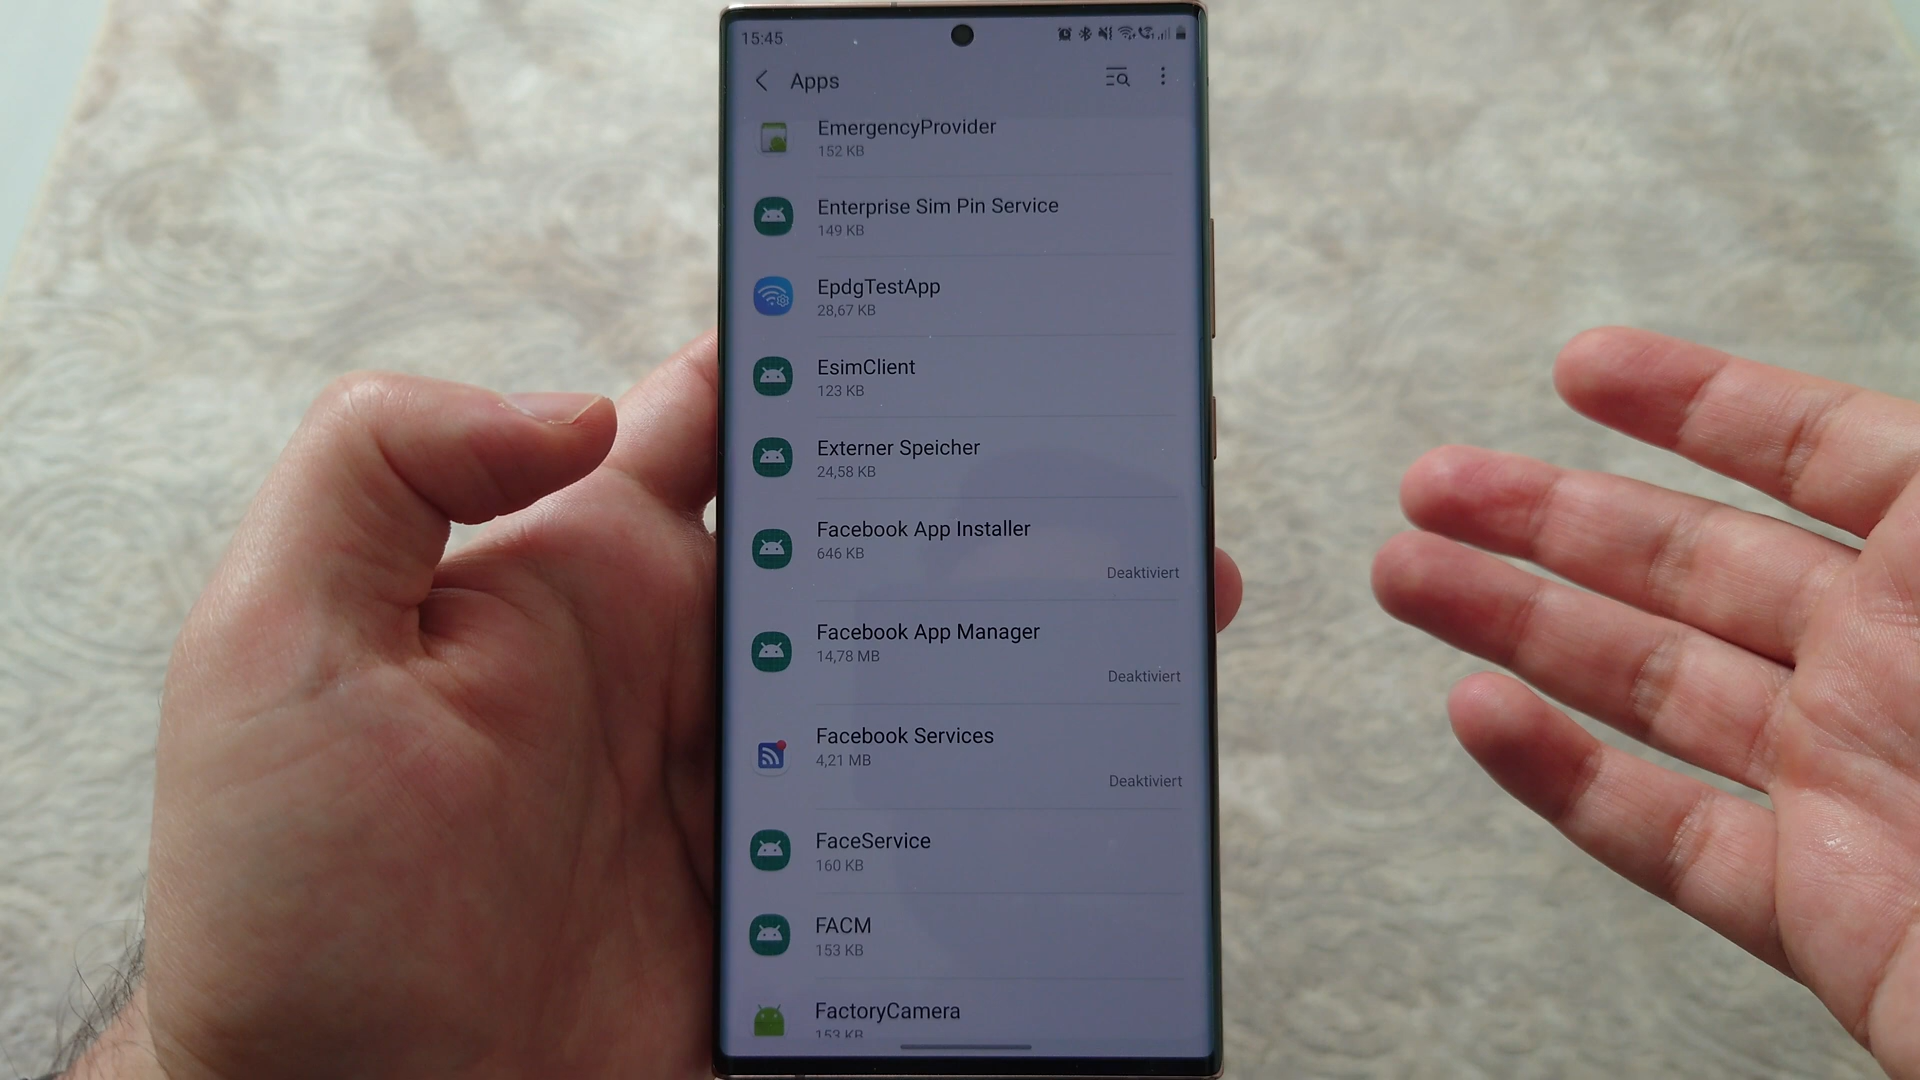 15:45
Apps
EmergencyProvider
152 KB
Enterprise Sim Pin Service
149 KB
EpdgTestApp
28,67 KB
EsimClient
123 KB
Externer Speicher
24,58 KB
Facebook App Installer
646 KB
Deaktiviert
Facebook App Manager
14,78 MB
Deaktiviert
Facebook Services
4,21 MB
Deaktiviert
FaceService
160 KB
FACM
153 KB
FactoryCamera
153 KB